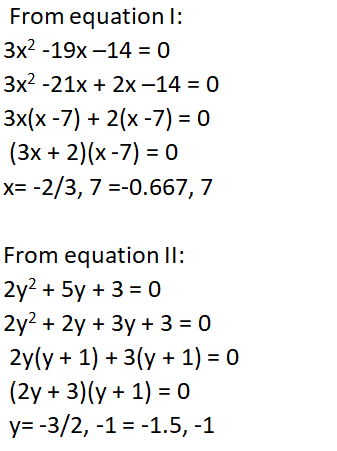 From equation I:
3x² -19x –14 = 0
3x² -21x + 2x –14 = 0
3x(x -7) + 2(x -7) = 0
(3x + 2)(x -7) = 0
x= -2/3, 7 =-0.667, 7
From equation II:
2y² + 5y + 3 = 0
2y² + 2y + 3y + 3 = 0
2y(y + 1) + 3(y + 1) = 0
(2y + 3)(y + 1) = 0
y= -3/2, -1 = -1.5, -1